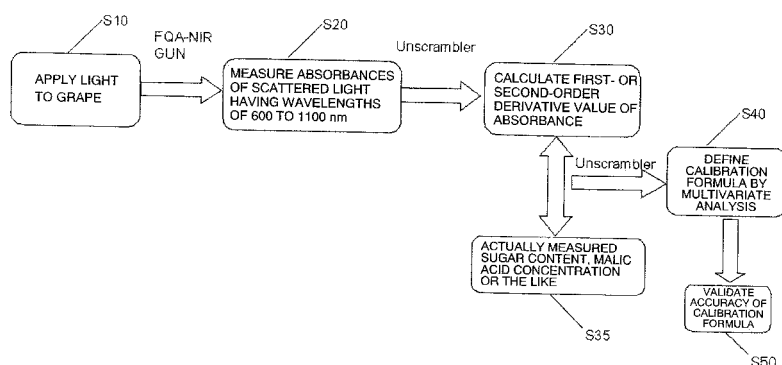 S10
APPLY LIGHT
TO GRAPE
FQA-NIR
GUN
S20
MEASURE ABSORBANCES
OF SCATTERED LIGHT
HAVING WAVELENGTHS
OF 600 TO 1100 nm
Unscrambler
S30
CALCULATE FIRST- OR
SECOND-ORDER
DERIVATIVE VALUE OF
ABSORBANCE
Unscrambler
S40
DEFINE
CALIBRATION
FORMULA BY
MULTIVARIATE
ANALYSIS
ACTUALLY MEASURED
SUGAR CONTENT, MALIC
ACID CONCENTRATION
OR THE LIKE
S35
VALIDATE
ACCURACY OF
CALIBRATION
FORMULA
S50